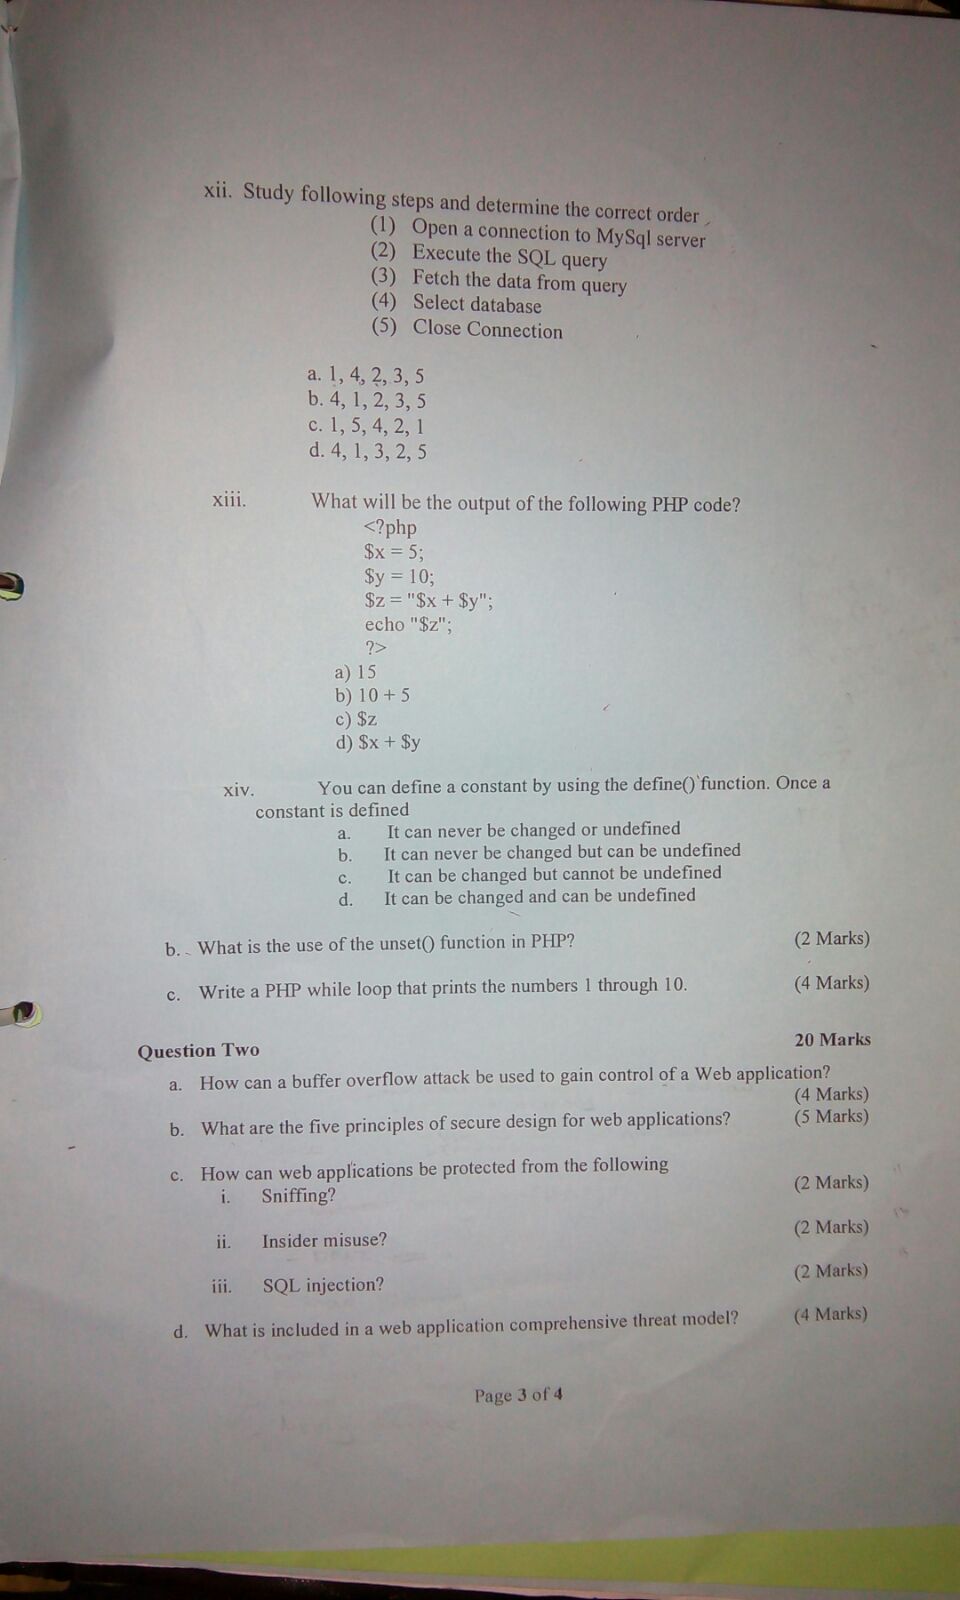 xii. Study following steps and determine the correct order
(1) Open a connection to MySql server
(2) Execute the SQL query
(3) Fetch the data from query
(4) Select database
(5) Close Connection
a. 1, 4, 2, 3, 5
b. 4, 1, 2, 3, 5
c. 1, 5, 4, 2, 1
d. 4, 1, 3, 2, 5
xiii. What will be the output of the following PHP code?
<?php
$x = 5;
$y = 10;
$z = "$x + $y";
echo "$z";
?>
a) 15
b) 10 + 5
c) $z
d) $x + $y
xiv. You can define a constant by using the define() function. Once a
constant is defined
a. It can never be changed or undefined
b. It can never be changed but can be undefined
c. It can be changed but cannot be undefined
d. It can be changed and can be undefined
b. What is the use of the unset() function in PHP? (2 Marks)
c. Write a PHP while loop that prints the numbers 1 through 10. (4 Marks)
Question Two 20 Marks
a. How can a buffer overflow attack be used to gain control of a Web application?
(4 Marks)
b. What are the five principles of secure design for web applications? (5 Marks)
c. How can web applications be protected from the following
i. Sniffing? (2 Marks)
ii. Insider misuse? (2 Marks)
iii. SQL injection? (2 Marks)
d. What is included in a web application comprehensive threat model? (4 Marks)
Page 3 of 4